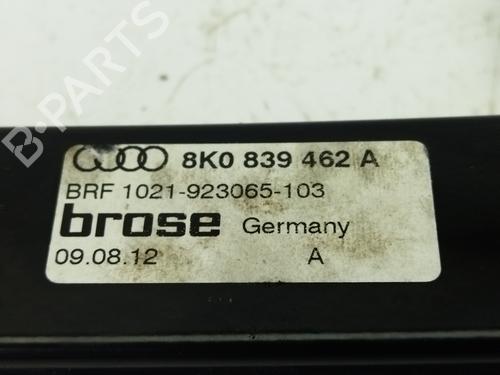 8K0 839 462 A
BRF 1021-923065-103
brose Germany
09.08.12 A
B-PARTS